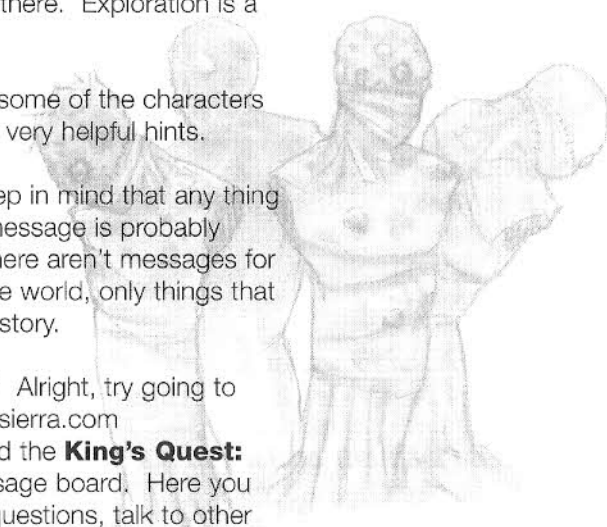 there. Exploration is a
some of the characters
very helpful hints.
ep in mind that any thing
nessage is probably
here aren't messages for
e world, only things that
story.
Alright, try going to
sierra.com
d the King's Quest:
sage board. Here you
questions, talk to other